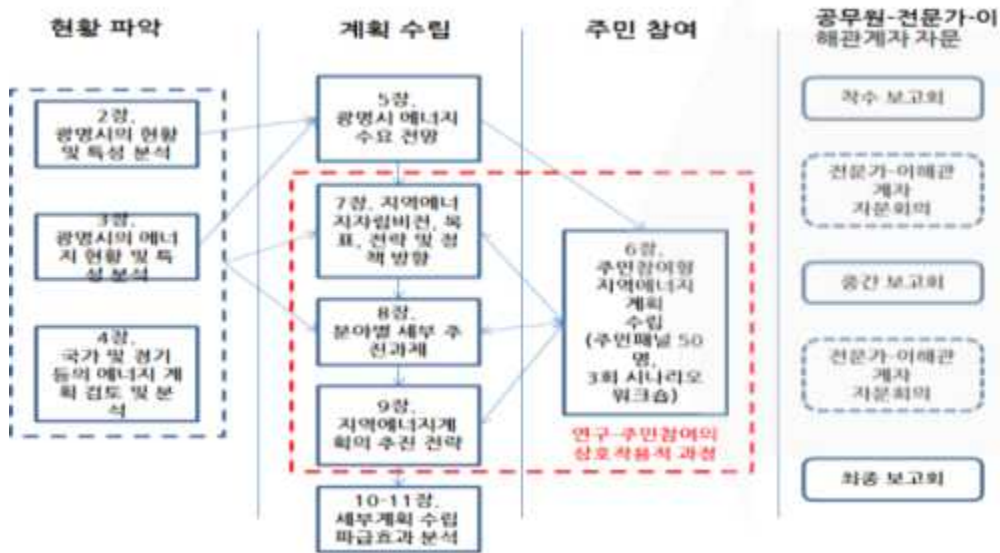 현황 파악
계획 수립
주민 참여
공무원-전문가-이
해관계자 자문
2장.
광명시의 현황
및 특성 분석
3장.
광명시의 에너
지 현황 및 특
성 분석
4장.
국가 및 경기
등의 에너지 계
획 검토 및 분
석
5장.
광명시 에너지
수요 전망
7장. 지역에너
지자립비전, 목
표, 전략 및 정
책 방향
8장.
분야별 세부 추
진과제
9장.
지역에너지계
획의 추진 전략
10-11장.
세부계획 수립
파급효과 분석
6장.
주민참여형
지역에너지
계획
수립
(주민패널 50
명,
3회 시나리오
워크숍)
연구-주민참여의
상호작용적 과정
착수 보고회
전문가-이해관
계자
자문회의
중간 보고회
전문가-이해관
계자
자문회의
최종 보고회